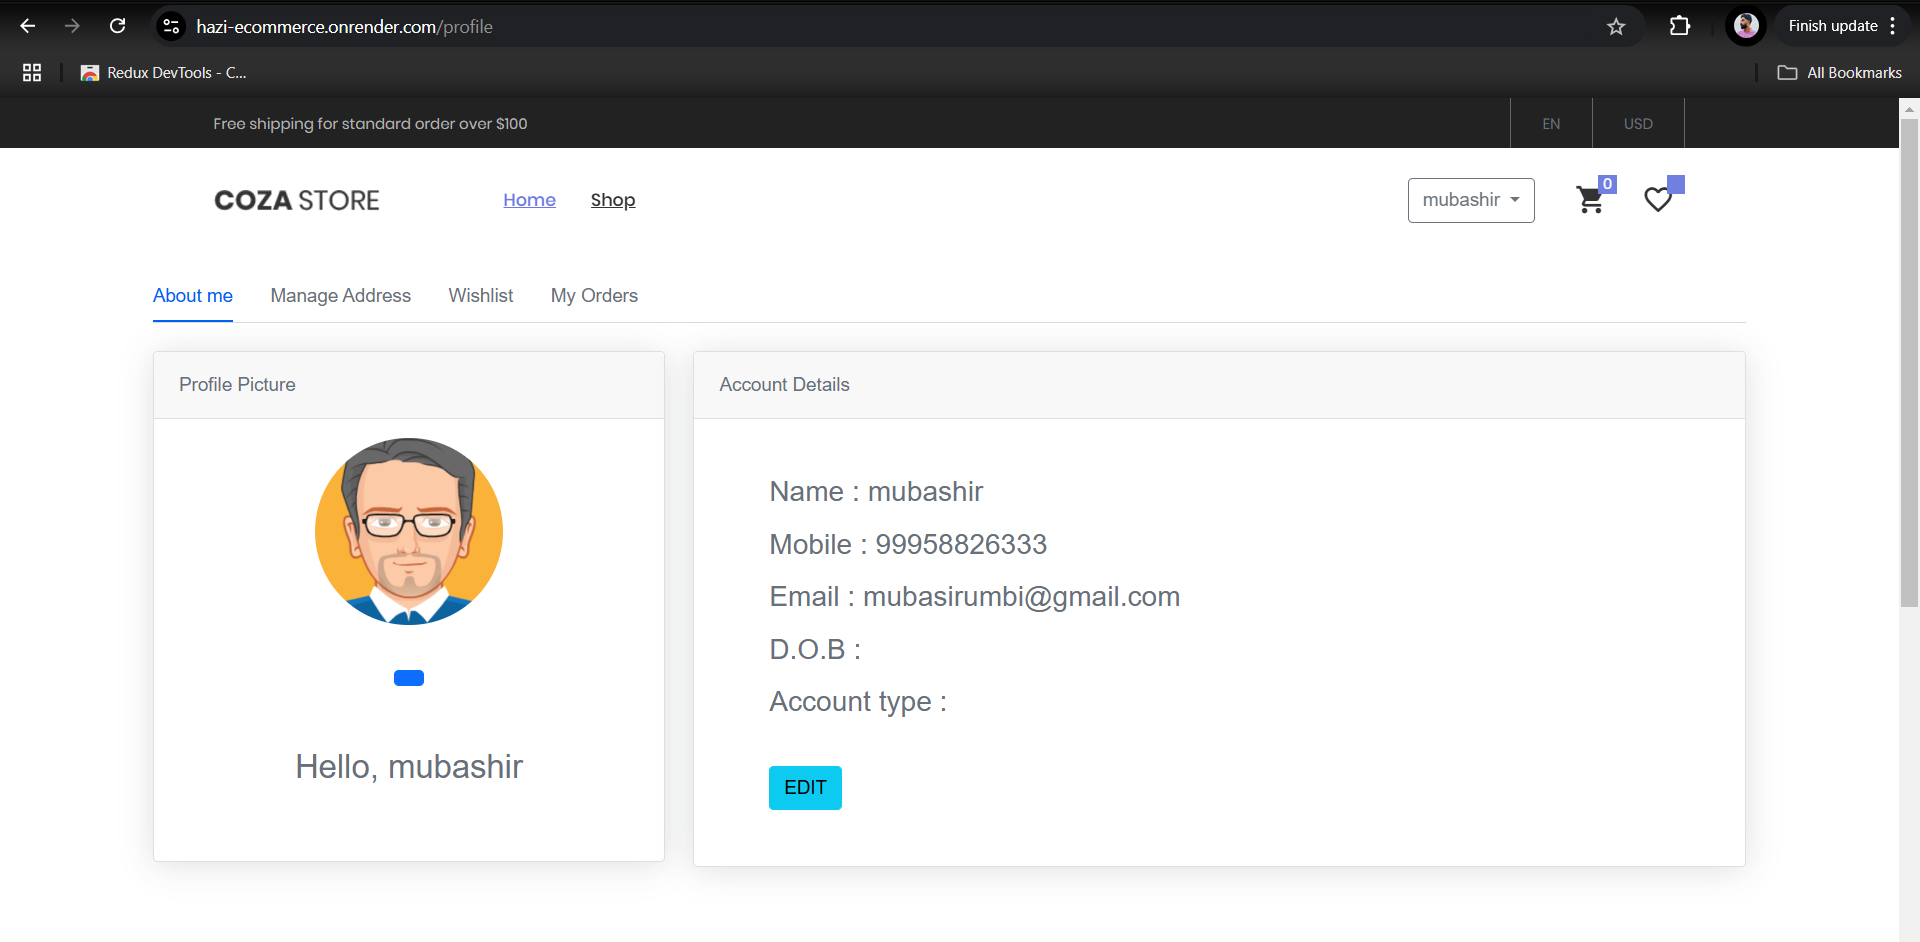 hazi-ecommerce.onrender.com/profile
Finish update
Redux DevTools - C...
All Bookmarks
Free shipping for standard order over $100
EN
USD
COZA STORE
Home
Shop
mubashir
0
About me
Manage Address
Wishlist
My Orders
Profile Picture
Account Details
Name : mubashir
Mobile : 99958826333
Email : mubasirumbi@gmail.com
D.O.B :
Account type :
Hello, mubashir
EDIT